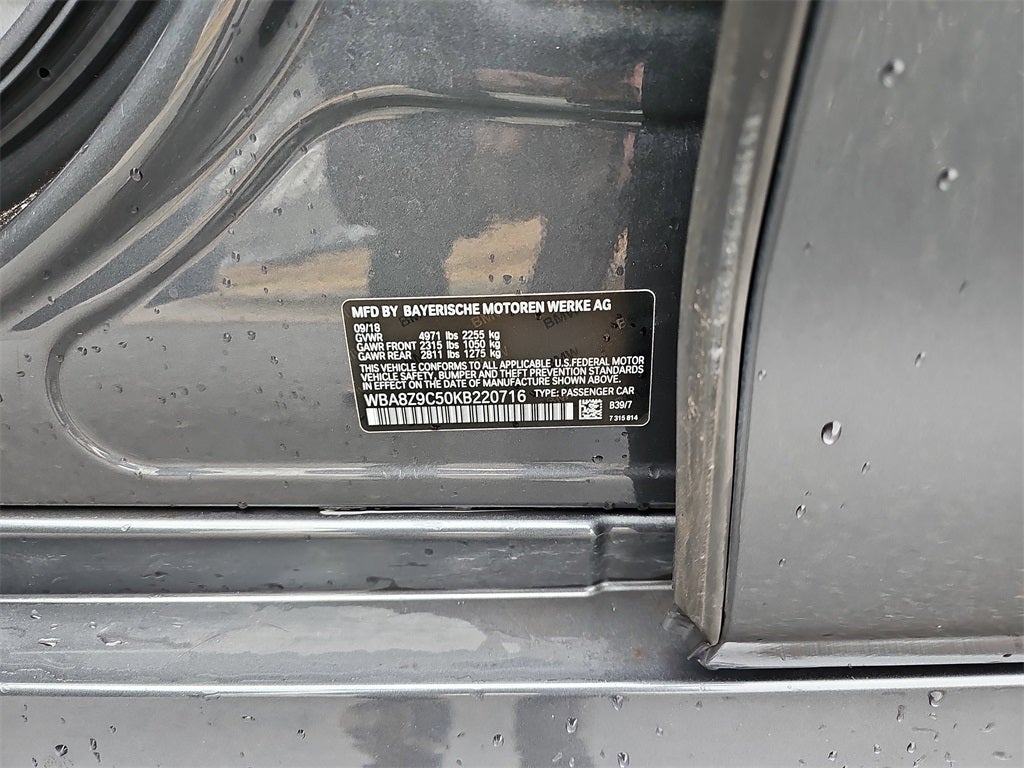 MFD BY BAYERISCHE MOTOREN WERKE AG
09/18
GVWR 4971 lbs 2255 kg
GAWR FRONT 2315 lbs 1050 kg
GAWR REAR 2811 lbs 1275 kg
THIS VEHICLE CONFORMS TO ALL APPLICABLE U.S.FEDERAL MOTOR
VEHICLE SAFETY, BUMPER AND THEFT PREVENTION STANDARDS
IN EFFECT ON THE DATE OF MANUFACTURE SHOWN ABOVE.
WBA8Z9C50KB220716 TYPE: PASSENGER CAR
B39/7
7 315 814